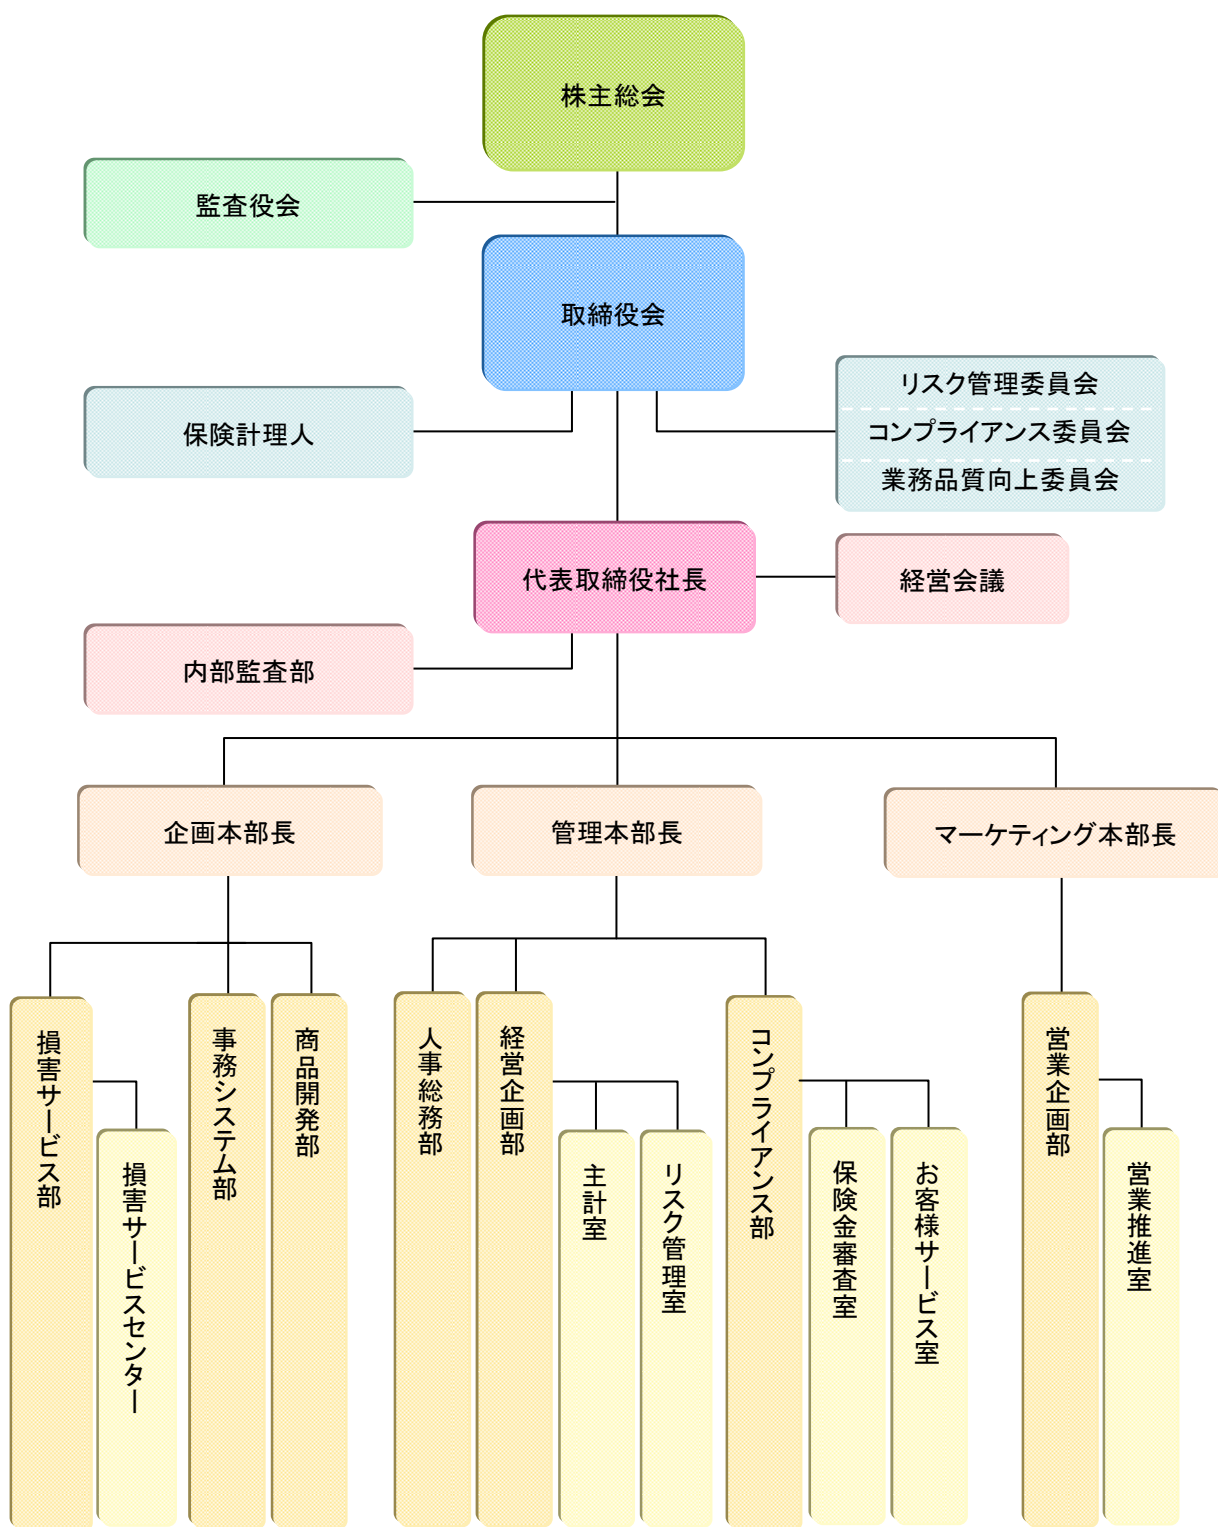 株主総会
監査役会
取締役会
保険計理人
リスク管理委員会
コンプライアンス委員会
業務品質向上委員会
代表取締役社長
経営会議
内部監査部
企画本部長
管理本部長
マーケティング本部長
損害サービス部
損害サービスセンター
事務システム部
商品開発部
人事総務部
経営企画部
主計室
リスク管理室
コンプライアンス部
保険金審査室
お客様サービス室
営業企画部
営業推進室